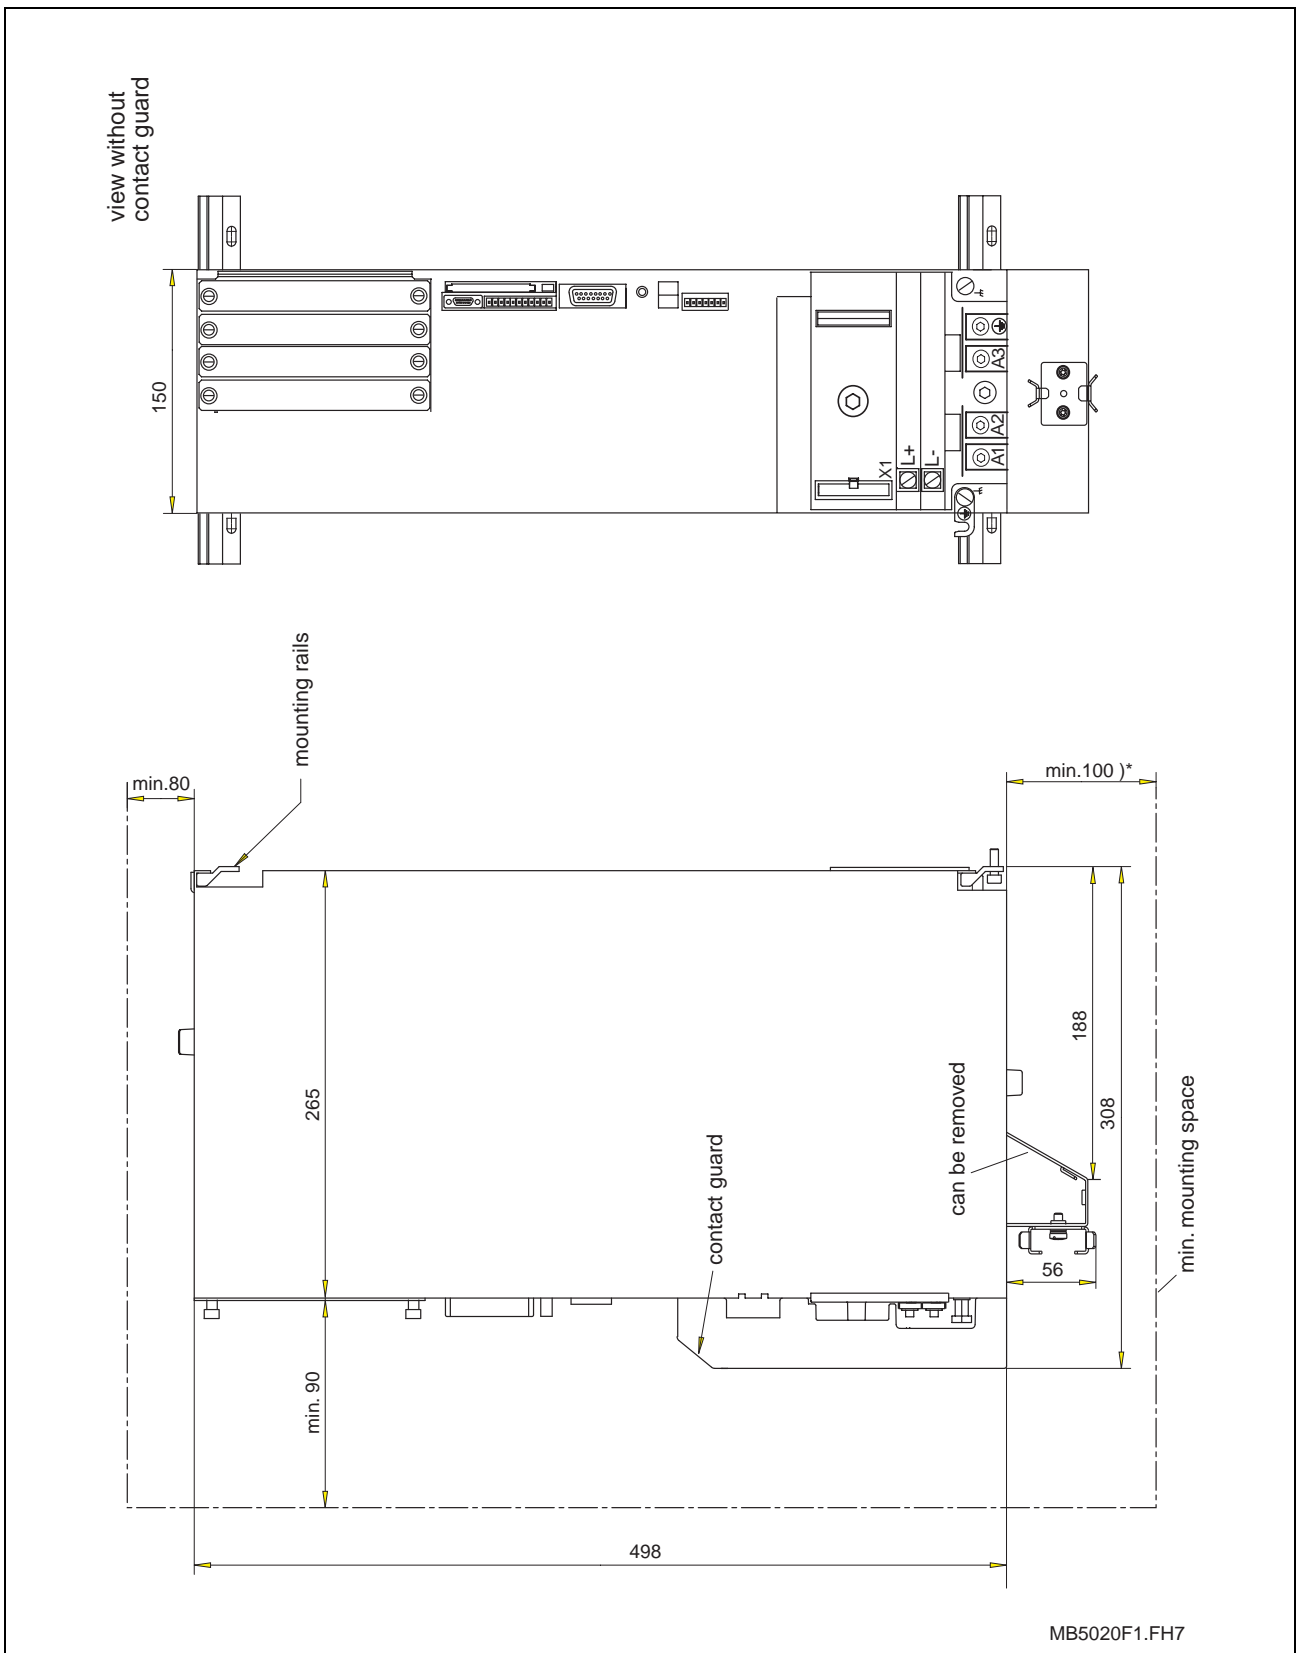 view without
contact guard
150
X1
L+
L-
A3
A2
A1
mounting rails
min.80
min.100 )*
265
188
308
can be removed
contact guard
min. mounting space
56
min. 90
498
MB5020F1.FH7